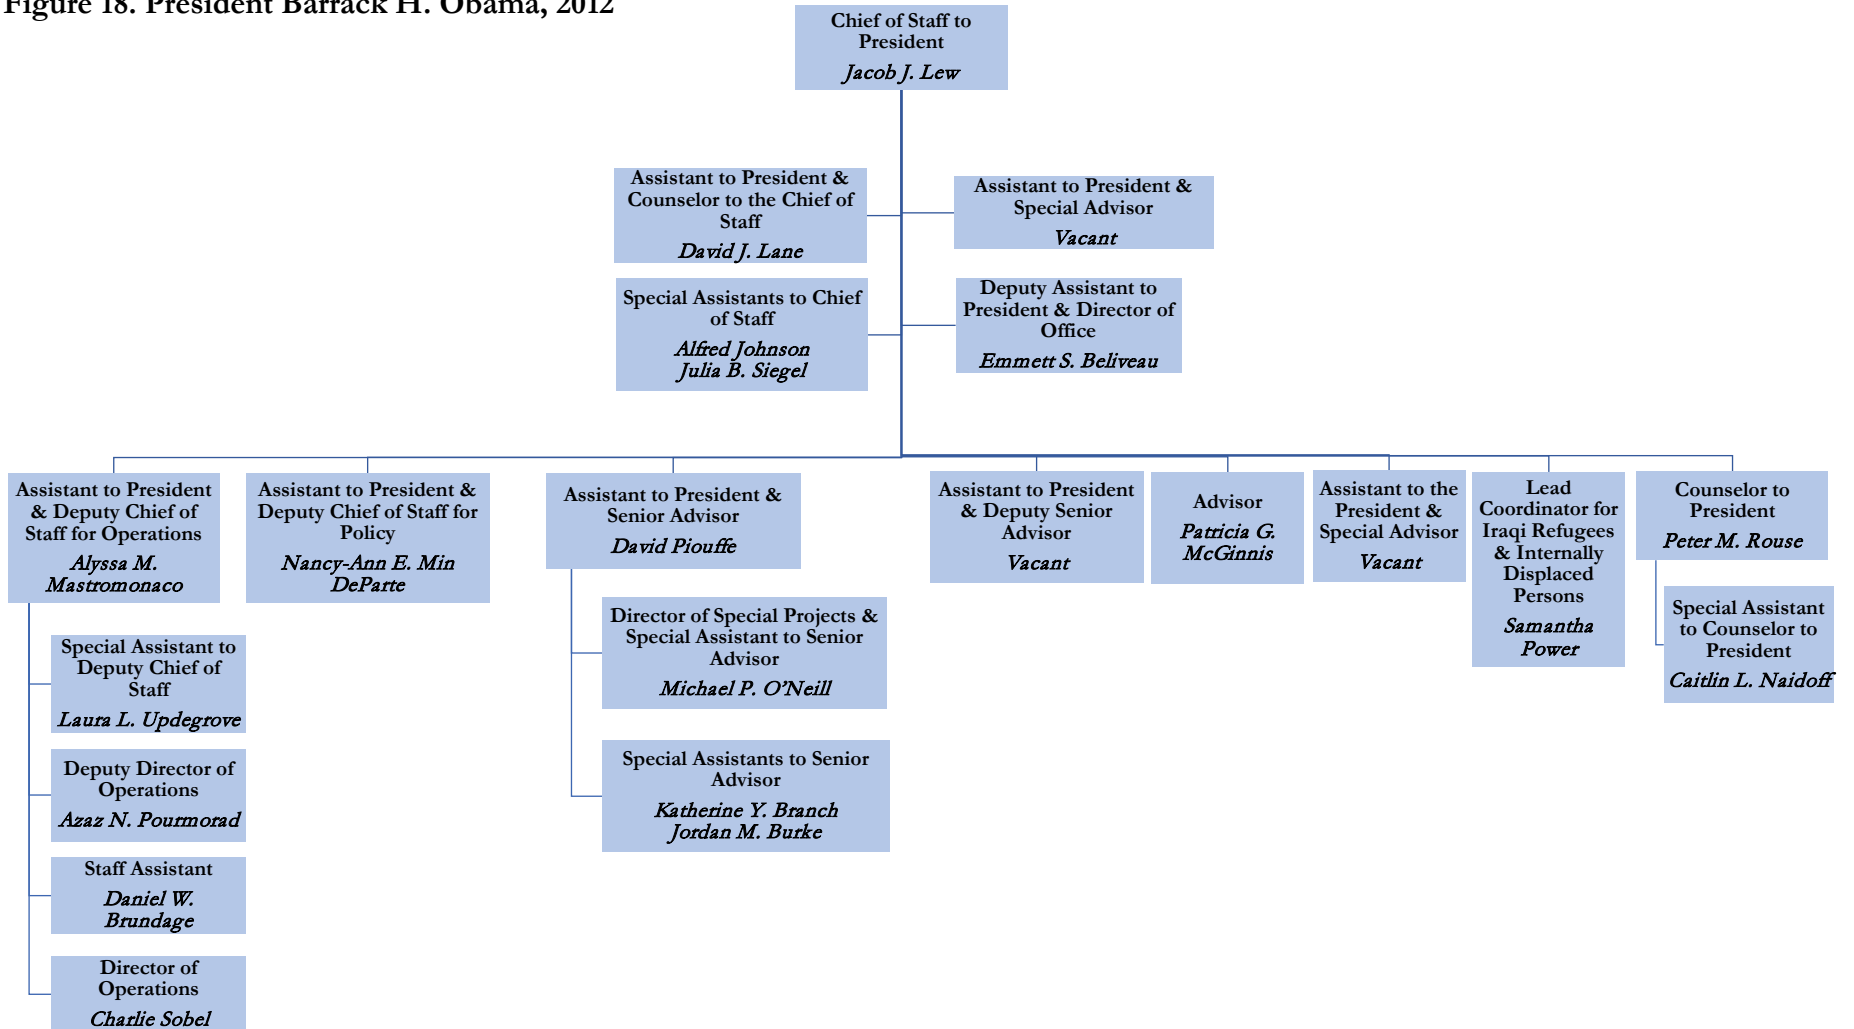 Figure 18. President Barrack H. Obama, 2012
Chief of Staff to
President
Jacob J. Lew
Assistant to President &
Counselor to the Chief of
Staff
David J. Lane
Assistant to President &
Special Advisor
Vacant
Special Assistants to Chief
of Staff
Alfred Johnson
Julia B. Siegel
Deputy Assistant to
President & Director of
Office
Emmett S. Beliveau
Assistant to President
& Deputy Chief of
Staff for Operations
Alyssa M.
Mastromonaco
Special Assistant to
Deputy Chief of
Staff
Laura L. Updegrove
Deputy Director of
Operations
Azaz N. Pourmorad
Staff Assistant
Daniel W.
Brundage
Director of
Operations
Charlie Sobel
Assistant to President &
Deputy Chief of Staff for
Policy
Nancy-Ann E. Min
DeParte
Assistant to President &
Senior Advisor
David Piouffe
Director of Special Projects &
Special Assistant to Senior
Advisor
Michael P. O'Neill
Special Assistants to Senior
Advisor
Katherine Y. Branch
Jordan M. Burke
Assistant to President
& Deputy Senior
Advisor
Vacant
Advisor
Patricia G.
McGinnis
Assistant to the
President &
Special Advisor
Vacant
Lead
Coordinator for
Iraqi Refugees
& Internally
Displaced
Persons
Samantha
Power
Counselor to
President
Peter M. Rouse
Special Assistant
to Counselor to
President
Caitlin L. Naidoff